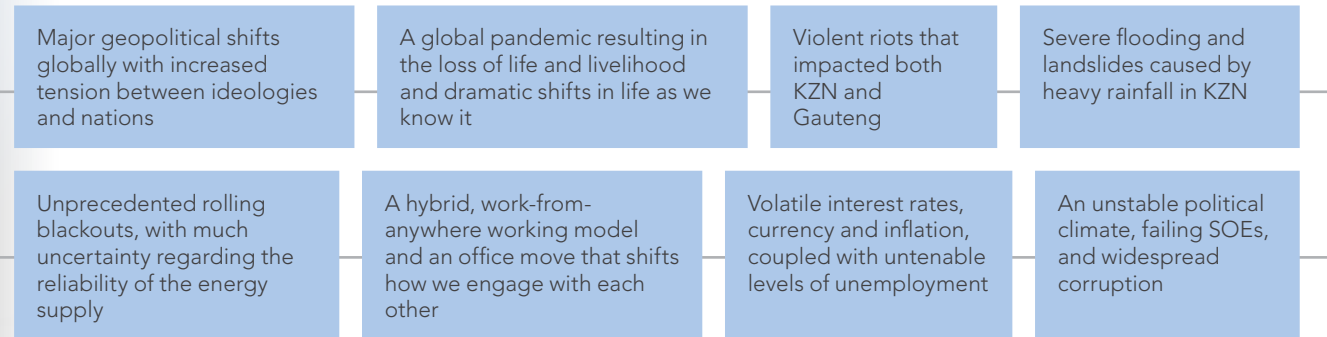 Major geopolitical shifts
globally with increased
tension between ideologies
and nations
A global pandemic resulting in
the loss of life and livelihood
and dramatic shifts in life as we
know it
Violent riots that
impacted both
KZN and
Gauteng
Severe flooding and
landslides caused by
heavy rainfall in KZN
Unprecedented rolling
blackouts, with much
uncertainty regarding the
reliability of the energy
supply
A hybrid, work-from-
anywhere working model
and an office move that shifts
how we engage with each
other
Volatile interest rates,
currency and inflation,
coupled with untenable
levels of unemployment
An unstable political
climate, failing SOEs,
and widespread
corruption